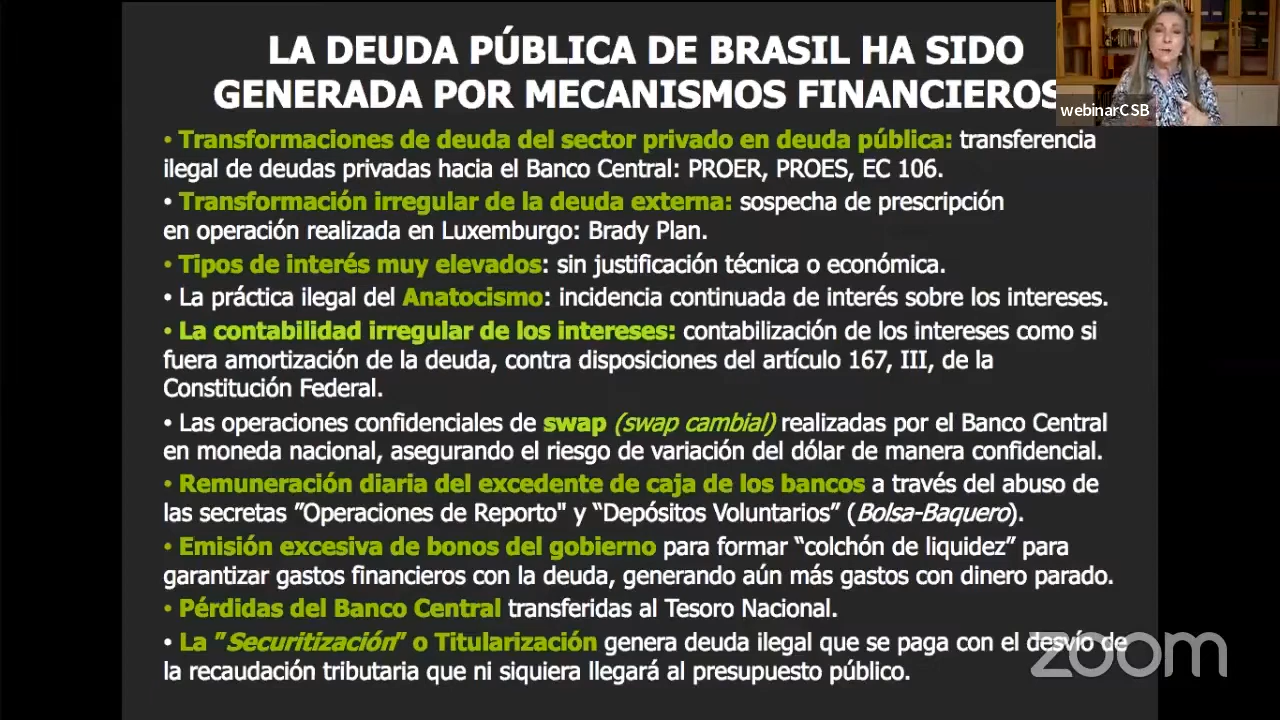 LA DEUDA PÚBLICA DE BRASIL HA SIDO
GENERADA POR MECANISMOS FINANCIEROS
webinarCSB
• Transformaciones de deuda del sector privado en deuda pública: transferencia
ilegal de deudas privadas hacia el Banco Central: PROER, PROES, EC 106.
• Transformación irregular de la deuda externa: sospecha de prescripción
en operación realizada en Luxemburgo: Brady Plan.
• Tipos de interés muy elevados: sin justificación técnica o económica.
• La práctica ilegal del Anatocismo: incidencia continuada de interés sobre los intereses.
• La contabilidad irregular de los intereses: contabilización de los intereses como si
fuera amortización de la deuda, contra disposiciones del artículo 167, III, de la
Constitución Federal.
• Las operaciones confidenciales de swap (swap cambial) realizadas por el Banco Central
en moneda nacional, asegurando el riesgo de variación del dólar de manera confidencial.
• Remuneración diaria del excedente de caja de los bancos a través del abuso de
las secretas ”Operaciones de Reporto" y “Depósitos Voluntarios” (Bolsa-Baquero).
• Emisión excesiva de bonos del gobierno para formar “colchón de liquidez” para
garantizar gastos financieros con la deuda, generando aún más gastos con dinero parado.
• Pérdidas del Banco Central transferidas al Tesoro Nacional.
• La ”Securitización” o Titularización genera deuda ilegal que se paga con el desvío de
la recaudación tributaria que ni siquiera llegará al presupuesto público.
zoom